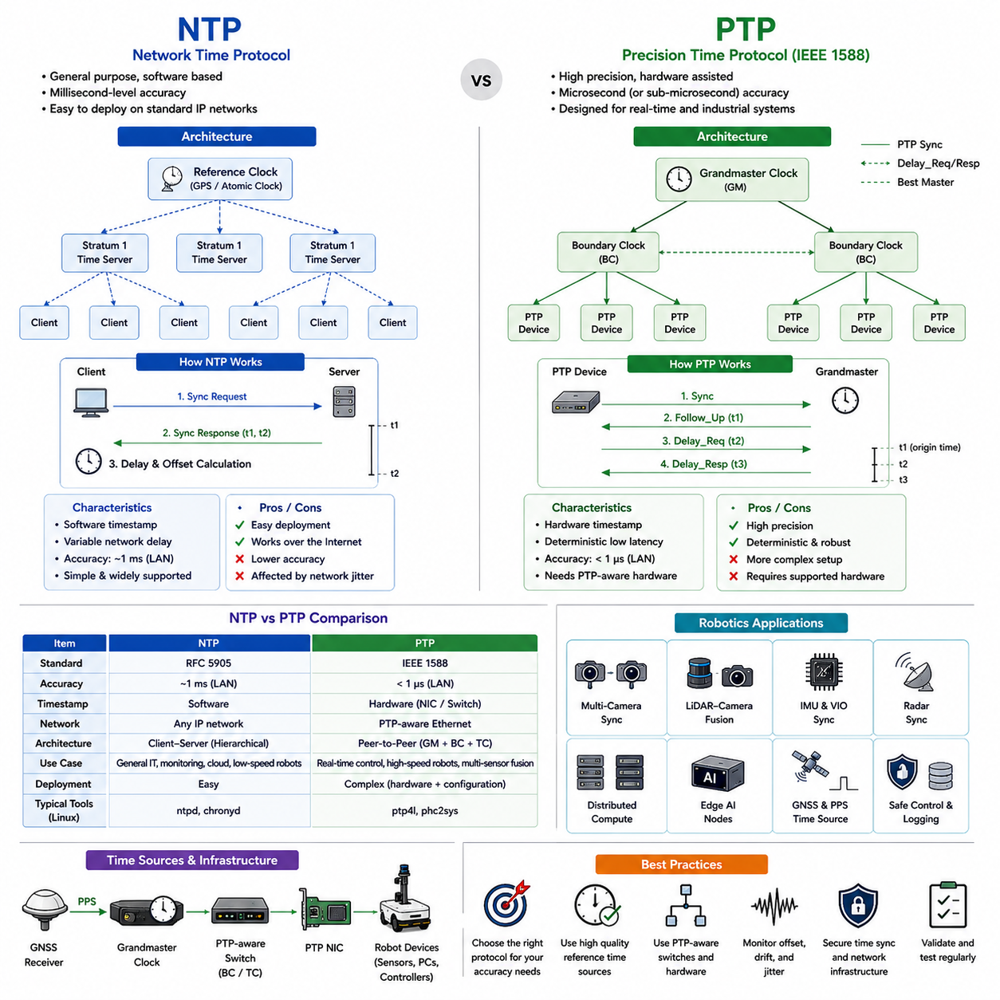 NTP
Network Time Protocol
• General purpose, software based
• Millisecond-level accuracy
• Easy to deploy on standard IP networks
VS
PTP
Precision Time Protocol (IEEE 1588)
• High precision, hardware assisted
• Microsecond (or sub-microsecond) accuracy
• Designed for real-time and industrial systems
Architecture
Reference Clock
(GPS / Atomic Clock)
Stratum 1
Time Server
Stratum 1
Time Server
Stratum 1
Time Server
Client
Client
Client
Client
Client
Client
Architecture
PTP Sync
Delay_Req/Resp
Best Master
Grandmaster Clock
(GM)
Boundary Clock
(BC)
Boundary Clock
(BC)
PTP
Device
PTP
Device
PTP
Device
PTP
Device
PTP
Device
PTP
Device
How NTP Works
Client
Server
1. Sync Request
2. Sync Response (t1, t2)
3. Delay & Offset Calculation
t1
t2
How PTP Works
PTP Device
Grandmaster
1. Sync
2. Follow_Up (t1)
3. Delay_Req (t2)
4. Delay_Resp (t3)
t1 (origin time)
t2
t3
Characteristics
• Software timestamp
• Variable network delay
• Accuracy: ~1 ms (LAN)
• Simple & widely supported
Pros / Cons
✓ Easy deployment
✓ Works over the Internet
✗ Lower accuracy
✗ Affected by network jitter
Characteristics
• Hardware timestamp
• Deterministic low latency
• Accuracy: < 1 µs (LAN)
• Needs PTP-aware hardware
Pros / Cons
✓ High precision
✓ Deterministic & robust
✗ More complex setup
✗ Requires supported hardware
NTP vs PTP Comparison
Item NTP PTP
Standard RFC 5905 IEEE 1588
Accuracy ~1 ms (LAN) < 1 µs (LAN)
Timestamp Software Hardware (NIC / Switch)
Network Any IP network PTP-aware Ethernet
Architecture Client–Server (Hierarchical) Peer-to-Peer (GM + BC + TC)
Use Case General IT, monitoring, cloud, low-speed robots Real-time control, high-speed robots, multi-sensor fusion
Deployment Easy Complex (hardware + configuration)
Typical Tools
(Linux) ntpd, chronyd ptp4l, phc2sys
Robotics Applications
Multi-Camera
Sync
LiDAR–Camera
Fusion
IMU & VIO
Sync
Radar
Sync
Distributed
Compute
AI
Edge AI
Nodes
GNSS & PPS
Time Source
Safe Control &
Logging
Time Sources & Infrastructure
PPS
GNSS
Receiver
Grandmaster
Clock
PTP-aware
Switch
(BC / TC)
PTP NIC
Robot Devices
(Sensors, PCs,
Controllers)
Best Practices
Choose the right
protocol for your
accuracy needs
Use high quality
reference time
sources
Use PTP-aware
switches and
hardware
Monitor offset,
drift, and
jitter
Secure time sync
and network
infrastructure
Validate and
test regularly